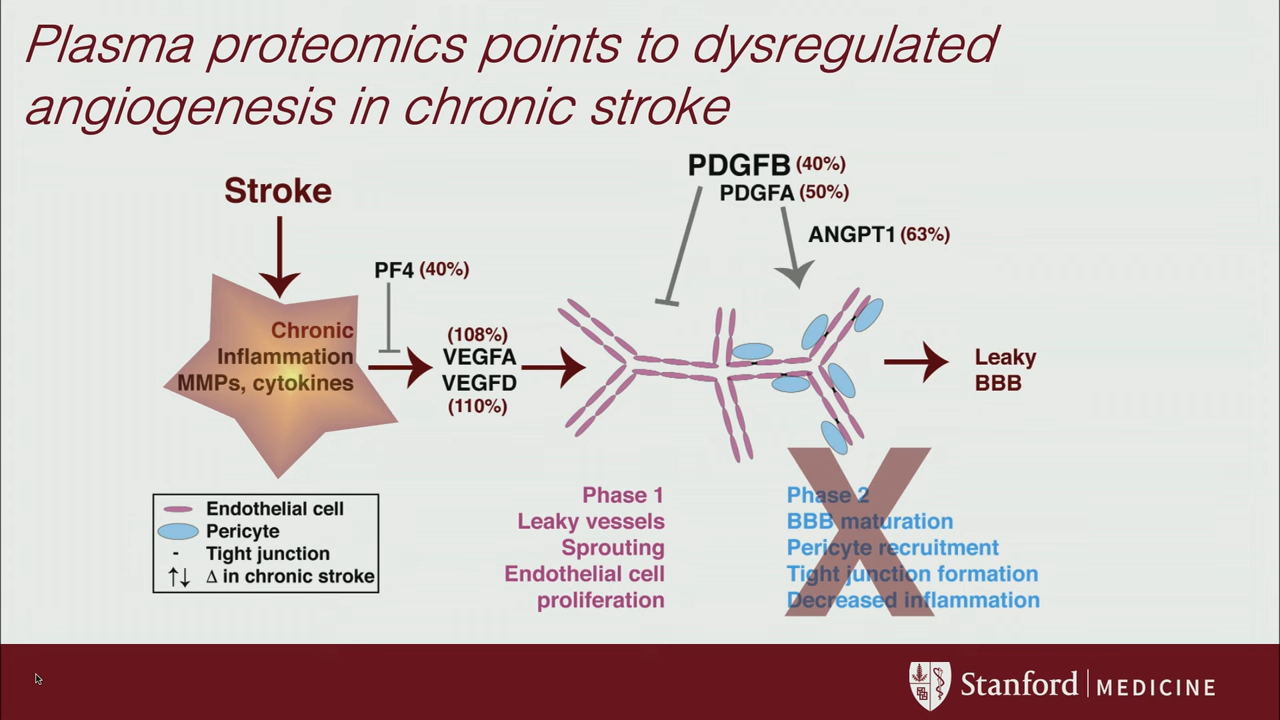 Plasma proteomics points to dysregulated
angiogenesis in chronic stroke
Stroke
Chronic
Inflammation
MMPs, cytokines
PF4 (40%)
(108%)
VEGFA
VEGFD
(110%)
PDGFB (40%)
PDGFA (50%)
ANGPT1 (63%)
Leaky
BBB
Phase 1
Leaky vessels
Sprouting
Endothelial cell
proliferation
Phase 2
BBB maturation
Pericyte recruitment
Tight junction formation
Decreased inflammation
Endothelial cell
Pericyte
- Tight junction
↑↓ Δ in chronic stroke
Stanford | MEDICINE